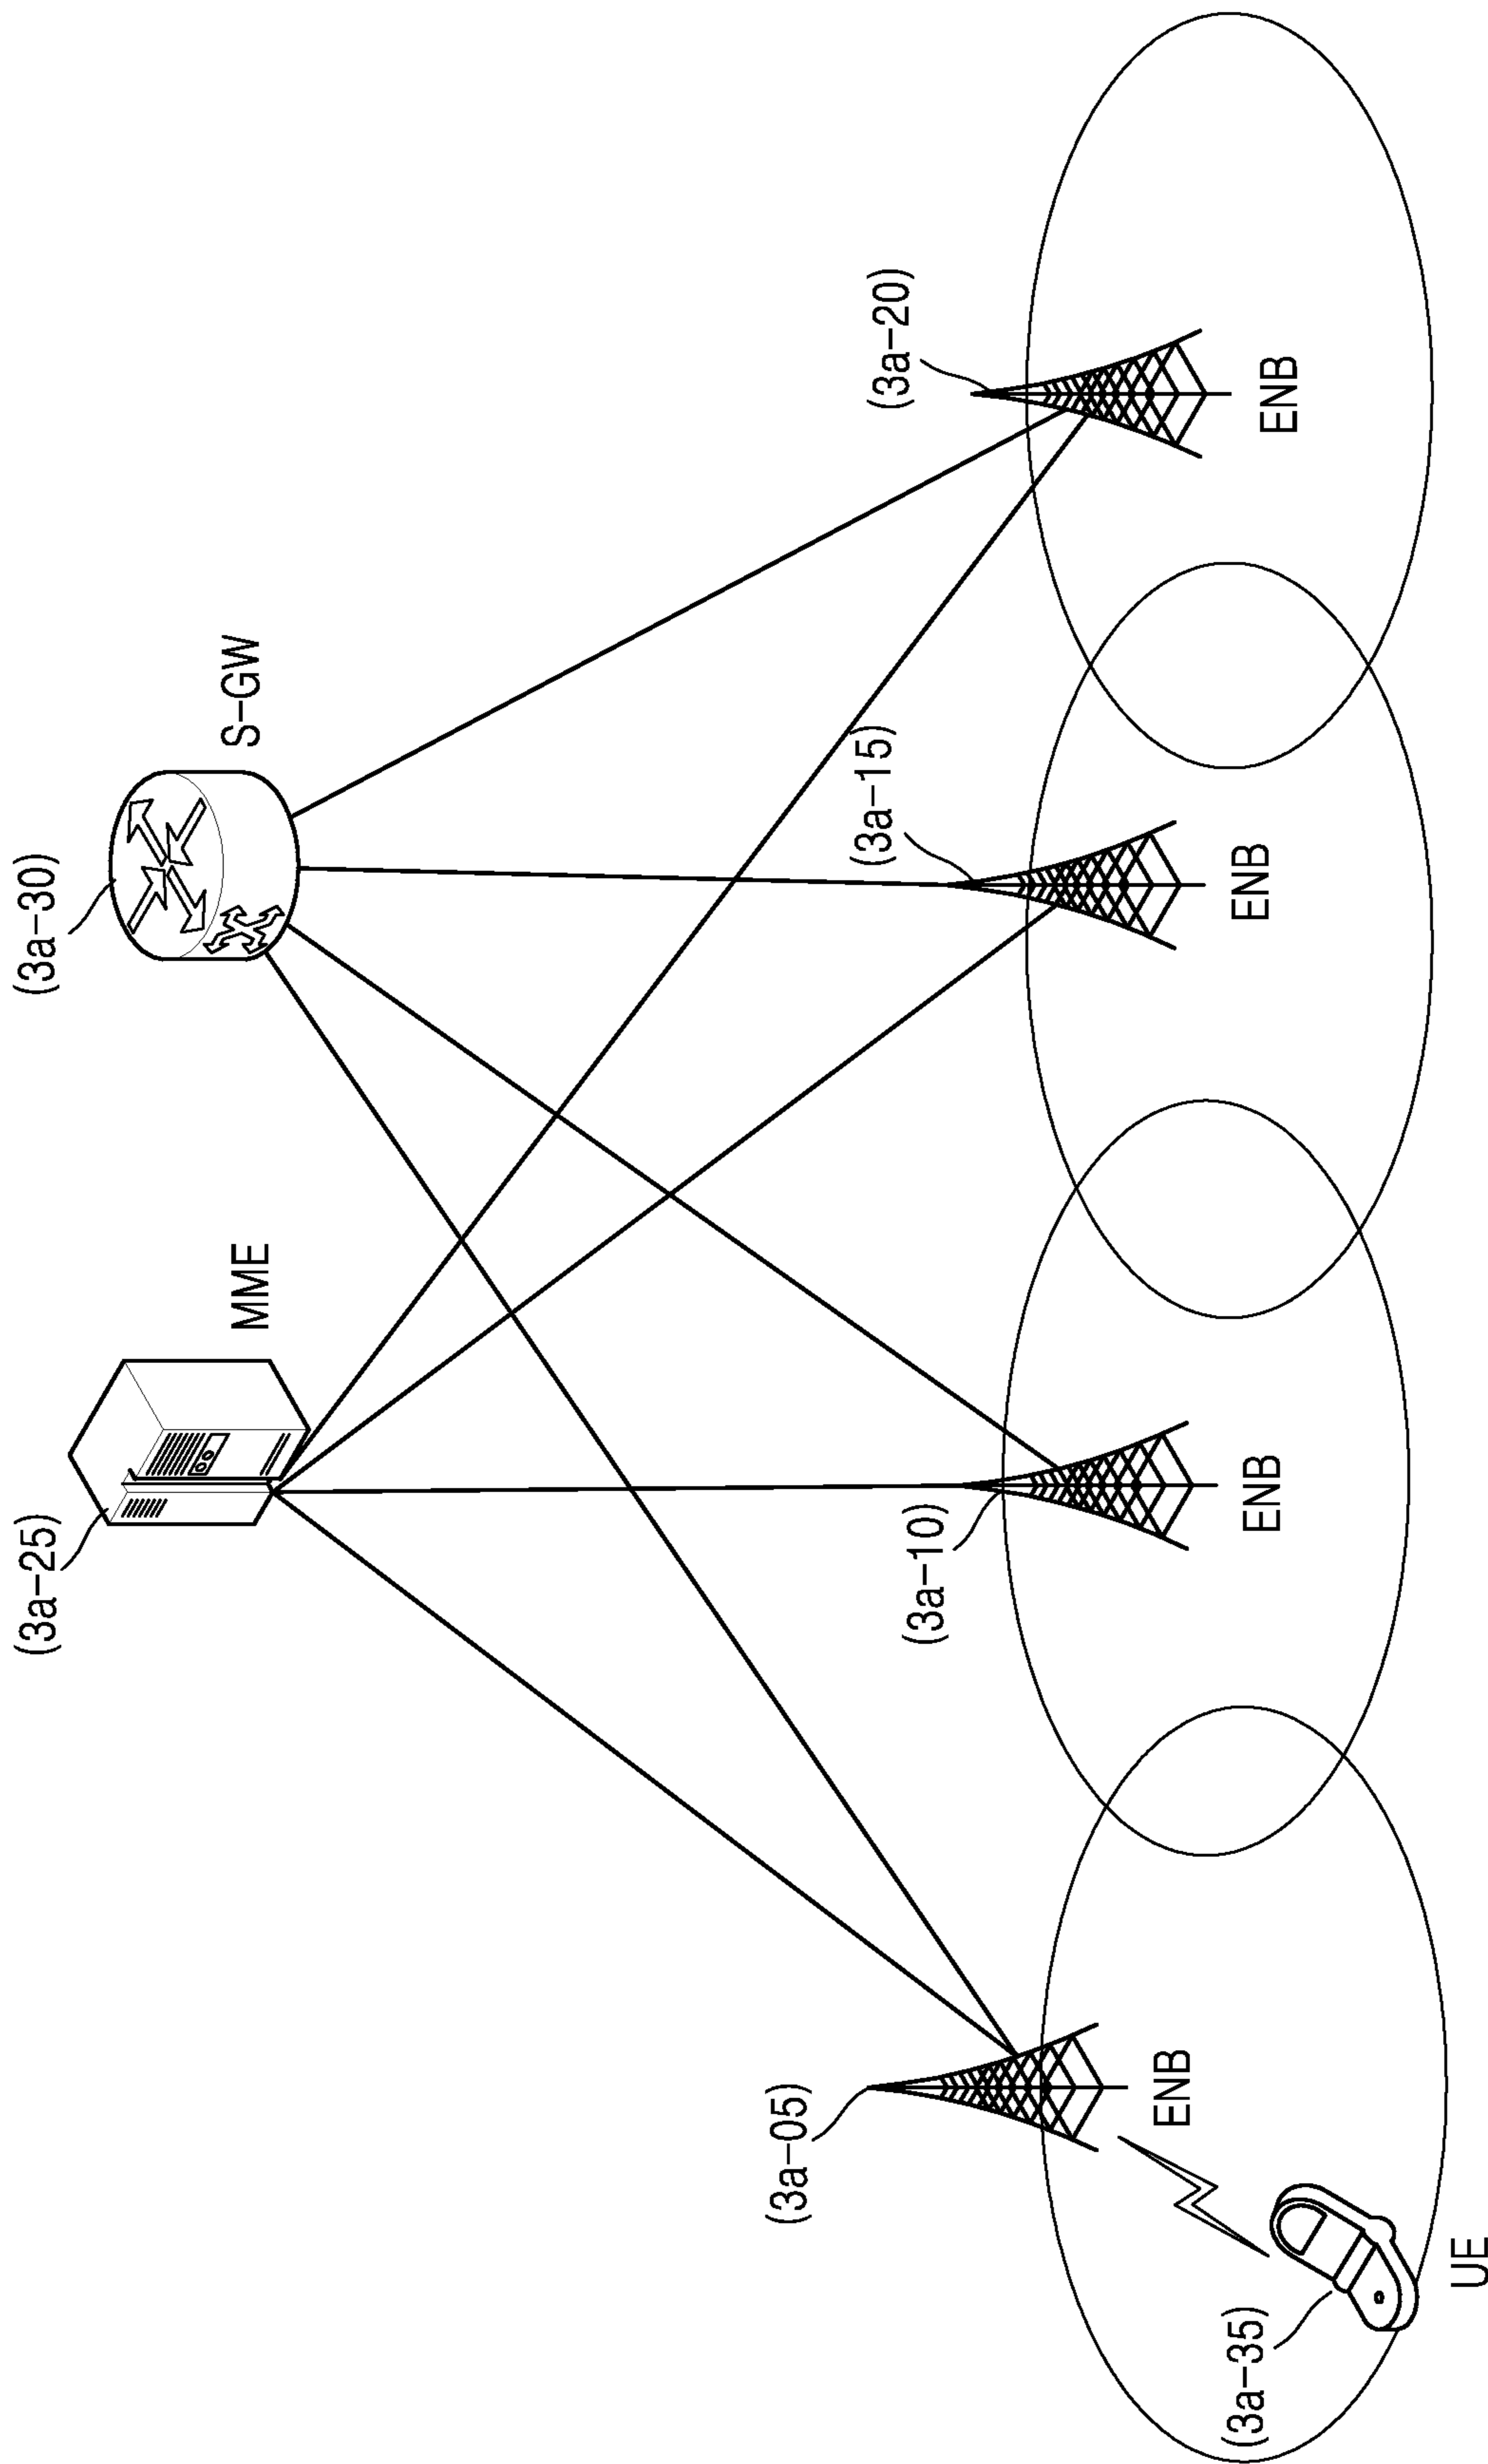 (3a-25)
MME
(3a-30)
S-GW
(3a-05)
ENB
(3a-10)
ENB
(3a-15)
ENB
(3a-20)
ENB
(3a-35)
UE